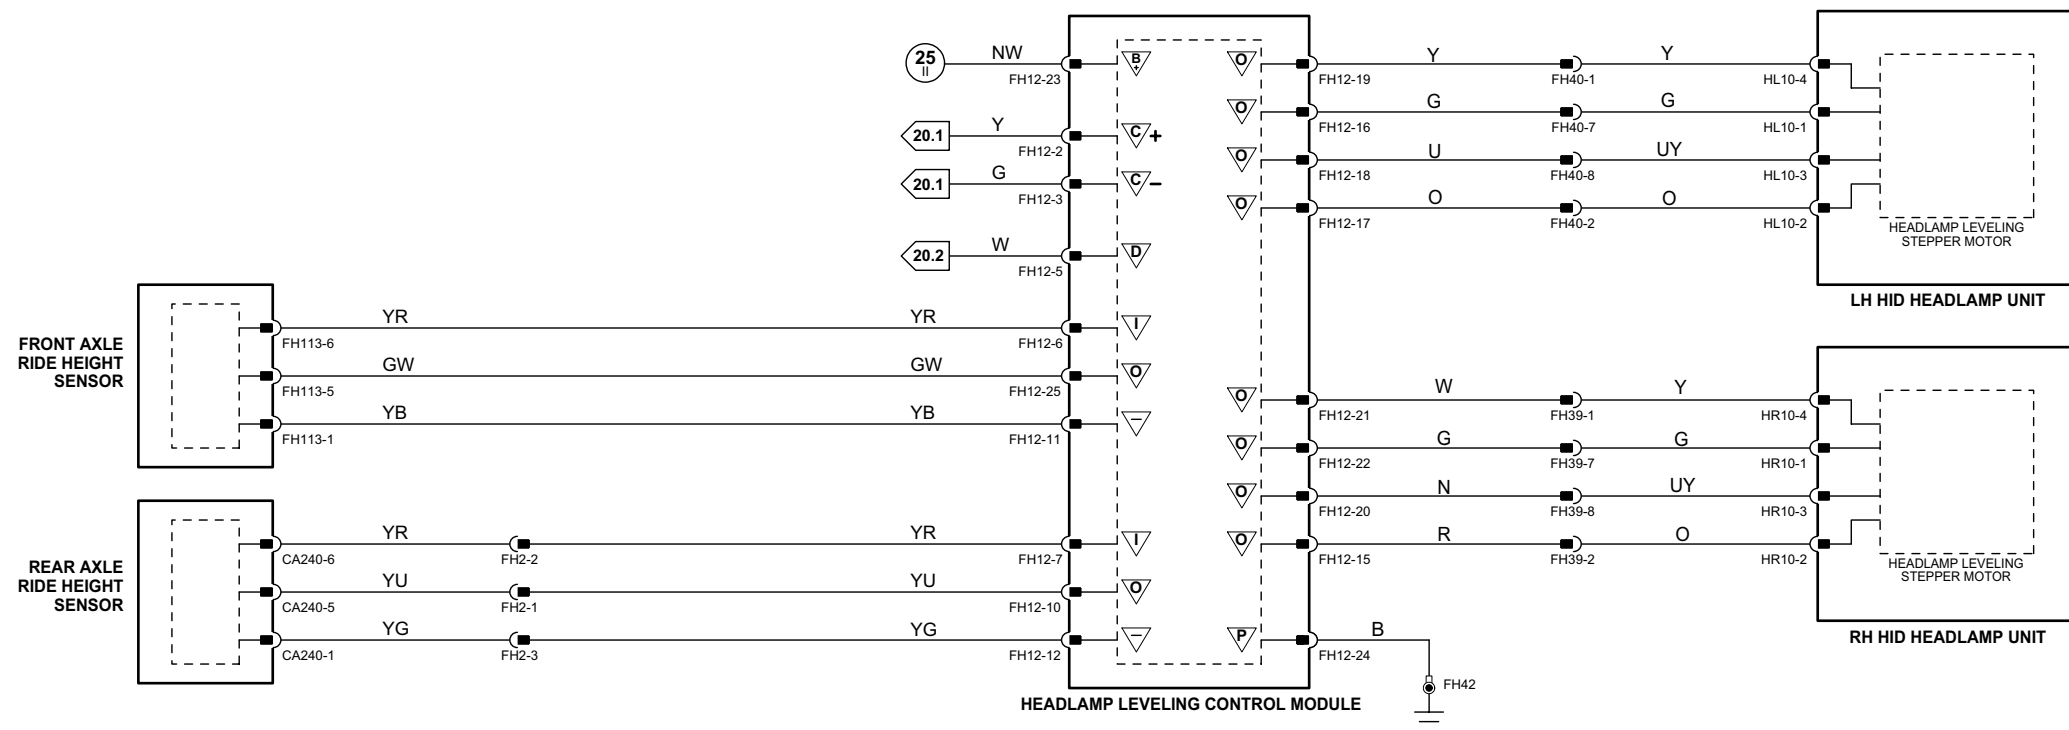 25
II
NW
FH12-23
B
+
O
FH12-19
Y
FH40-1
Y
HL10-4
O
FH12-16
G
FH40-7
G
HL10-1
20.1
Y
FH12-2
C+
O
FH12-18
U
FH40-8
UY
HL10-3
20.1
G
FH12-3
C–
O
FH12-17
O
FH40-2
O
HL10-2
HEADLAMP LEVELING
STEPPER MOTOR
LH HID HEADLAMP UNIT
20.2
W
FH12-5
D
FRONT AXLE
RIDE HEIGHT
SENSOR
FH113-6
YR
YR
FH12-6
I
FH113-5
GW
GW
FH12-25
O
FH113-1
YB
YB
FH12-11
–
O
FH12-21
W
FH39-1
Y
HR10-4
O
FH12-22
G
FH39-7
G
HR10-1
O
FH12-20
N
FH39-8
UY
HR10-3
O
FH12-15
R
FH39-2
O
HR10-2
HEADLAMP LEVELING
STEPPER MOTOR
RH HID HEADLAMP UNIT
REAR AXLE
RIDE HEIGHT
SENSOR
CA240-6
YR
FH2-2
YR
FH12-7
I
CA240-5
YU
FH2-1
YU
FH12-10
O
CA240-1
YG
FH2-3
YG
FH12-12
–
P
FH12-24
B
FH42
HEADLAMP LEVELING CONTROL MODULE